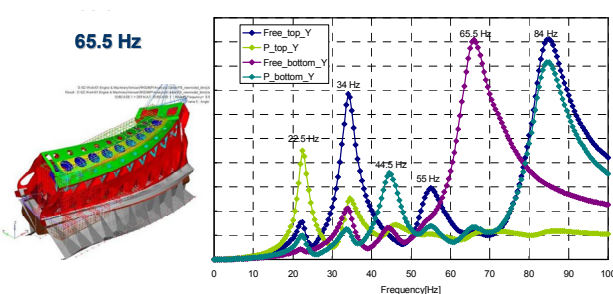 65.5 Hz
Free_top_Y
P_top_Y
Free_bottom_Y
P_bottom_Y
65.5 Hz
84 Hz
34 Hz
22.5 Hz
44.5 Hz
55 Hz
0 10 20 30 40 50 60 70 80 90 100
Frequency[Hz]